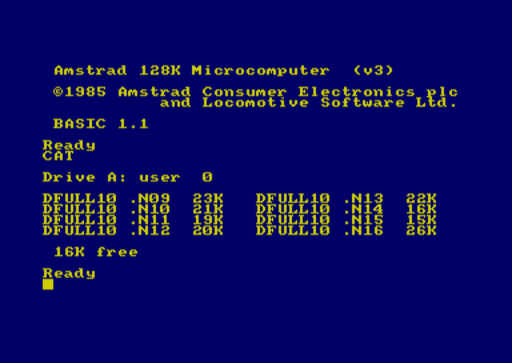 Amstrad 128K Microcomputer  (v3)
©1985 Amstrad Consumer Electronics plc
and Locomotive Software Ltd.
BASIC 1.1
Ready
CAT
Drive A: user  0
DFULL10 .N09  23K   DFULL10 .N13  22K
DFULL10 .N10  21K   DFULL10 .N14  16K
DFULL10 .N11  19K   DFULL10 .N15  15K
DFULL10 .N12  20K   DFULL10 .N16  26K
16K free
Ready